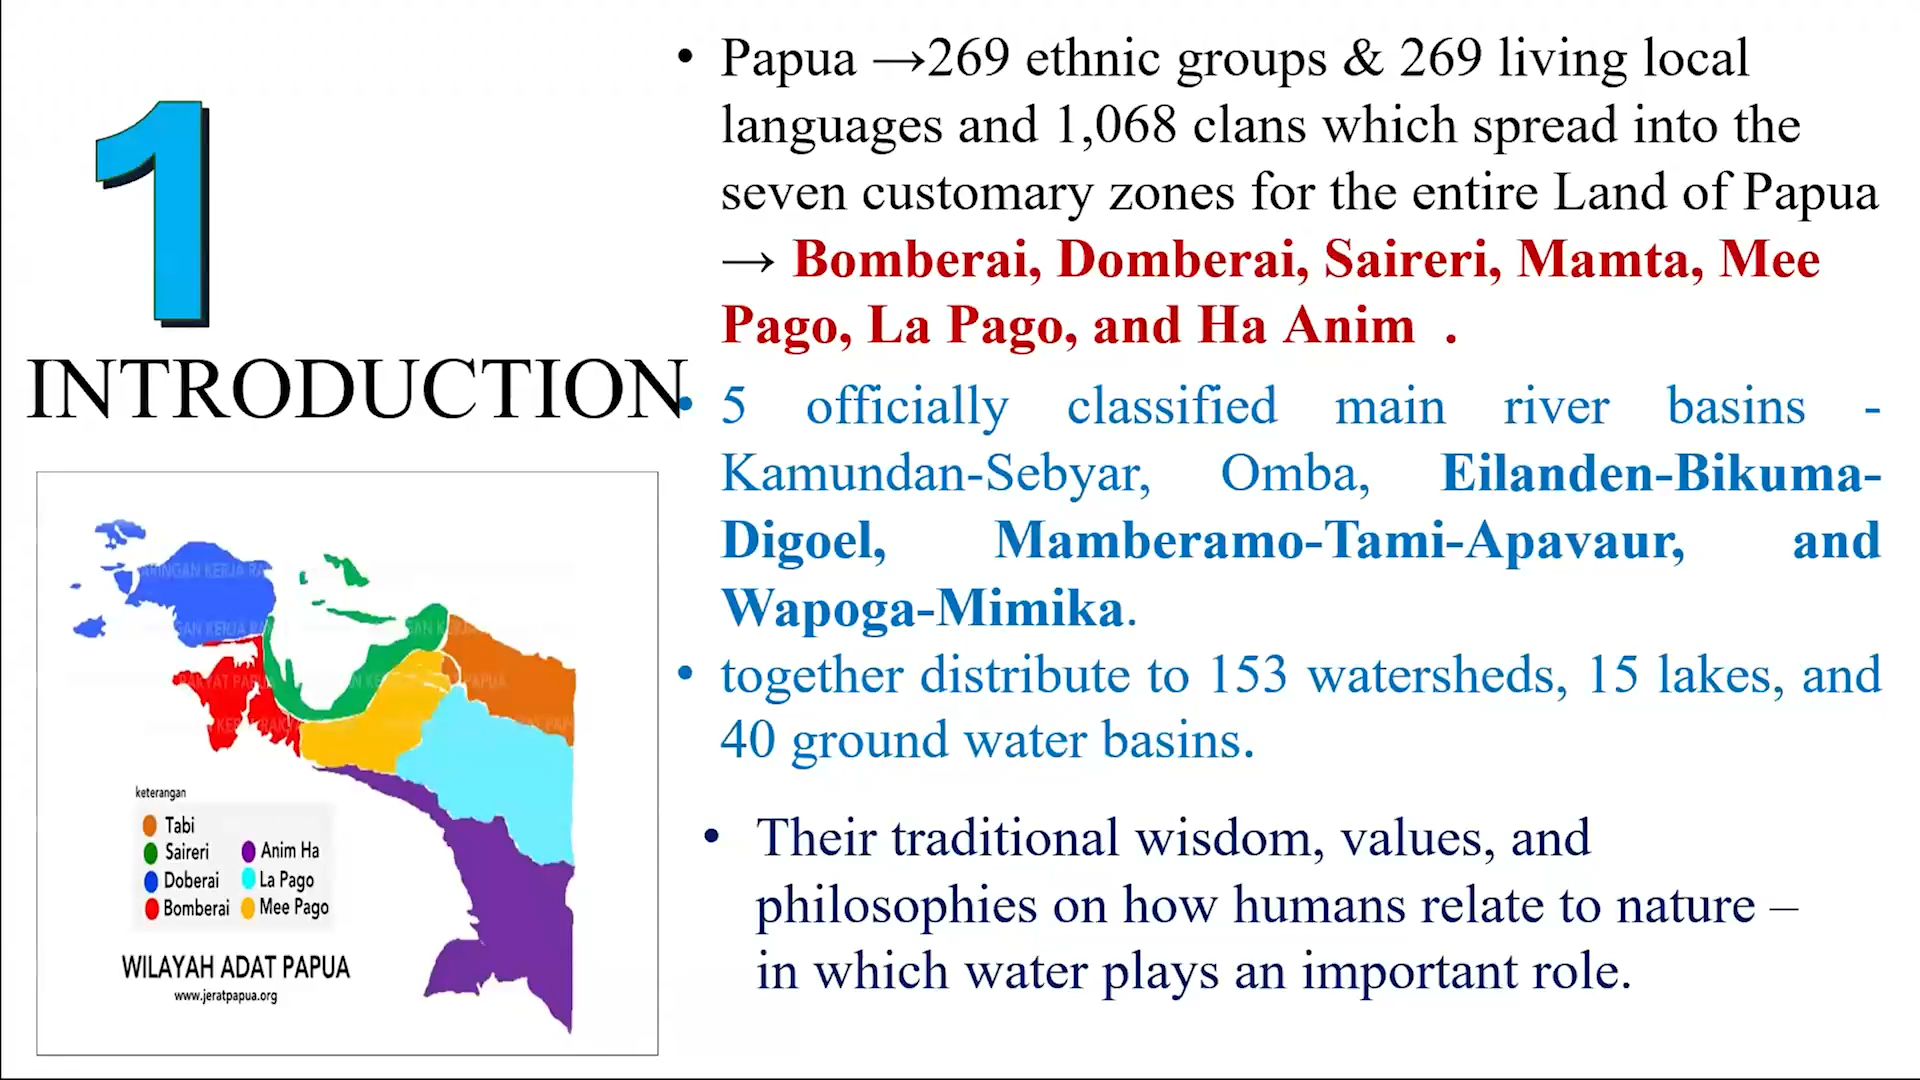 1
INTRODUCTION
• Papua →269 ethnic groups & 269 living local
languages and 1,068 clans which spread into the
seven customary zones for the entire Land of Papua
→ Bomberai, Domberai, Saireri, Mamta, Mee
Pago, La Pago, and Ha Anim .
• 5 officially classified main river basins -
Kamundan-Sebyar, Omba, Eilanden-Bikuma-
Digoel, Mamberamo-Tami-Apavaur, and
Wapoga-Mimika.
• together distribute to 153 watersheds, 15 lakes, and
40 ground water basins.
• Their traditional wisdom, values, and
philosophies on how humans relate to nature –
in which water plays an important role.
keterangan
Tabi
Saireri
Doberai
Bomberai
Anim Ha
La Pago
Mee Pago
WILAYAH ADAT PAPUA
www.jeratpapua.org